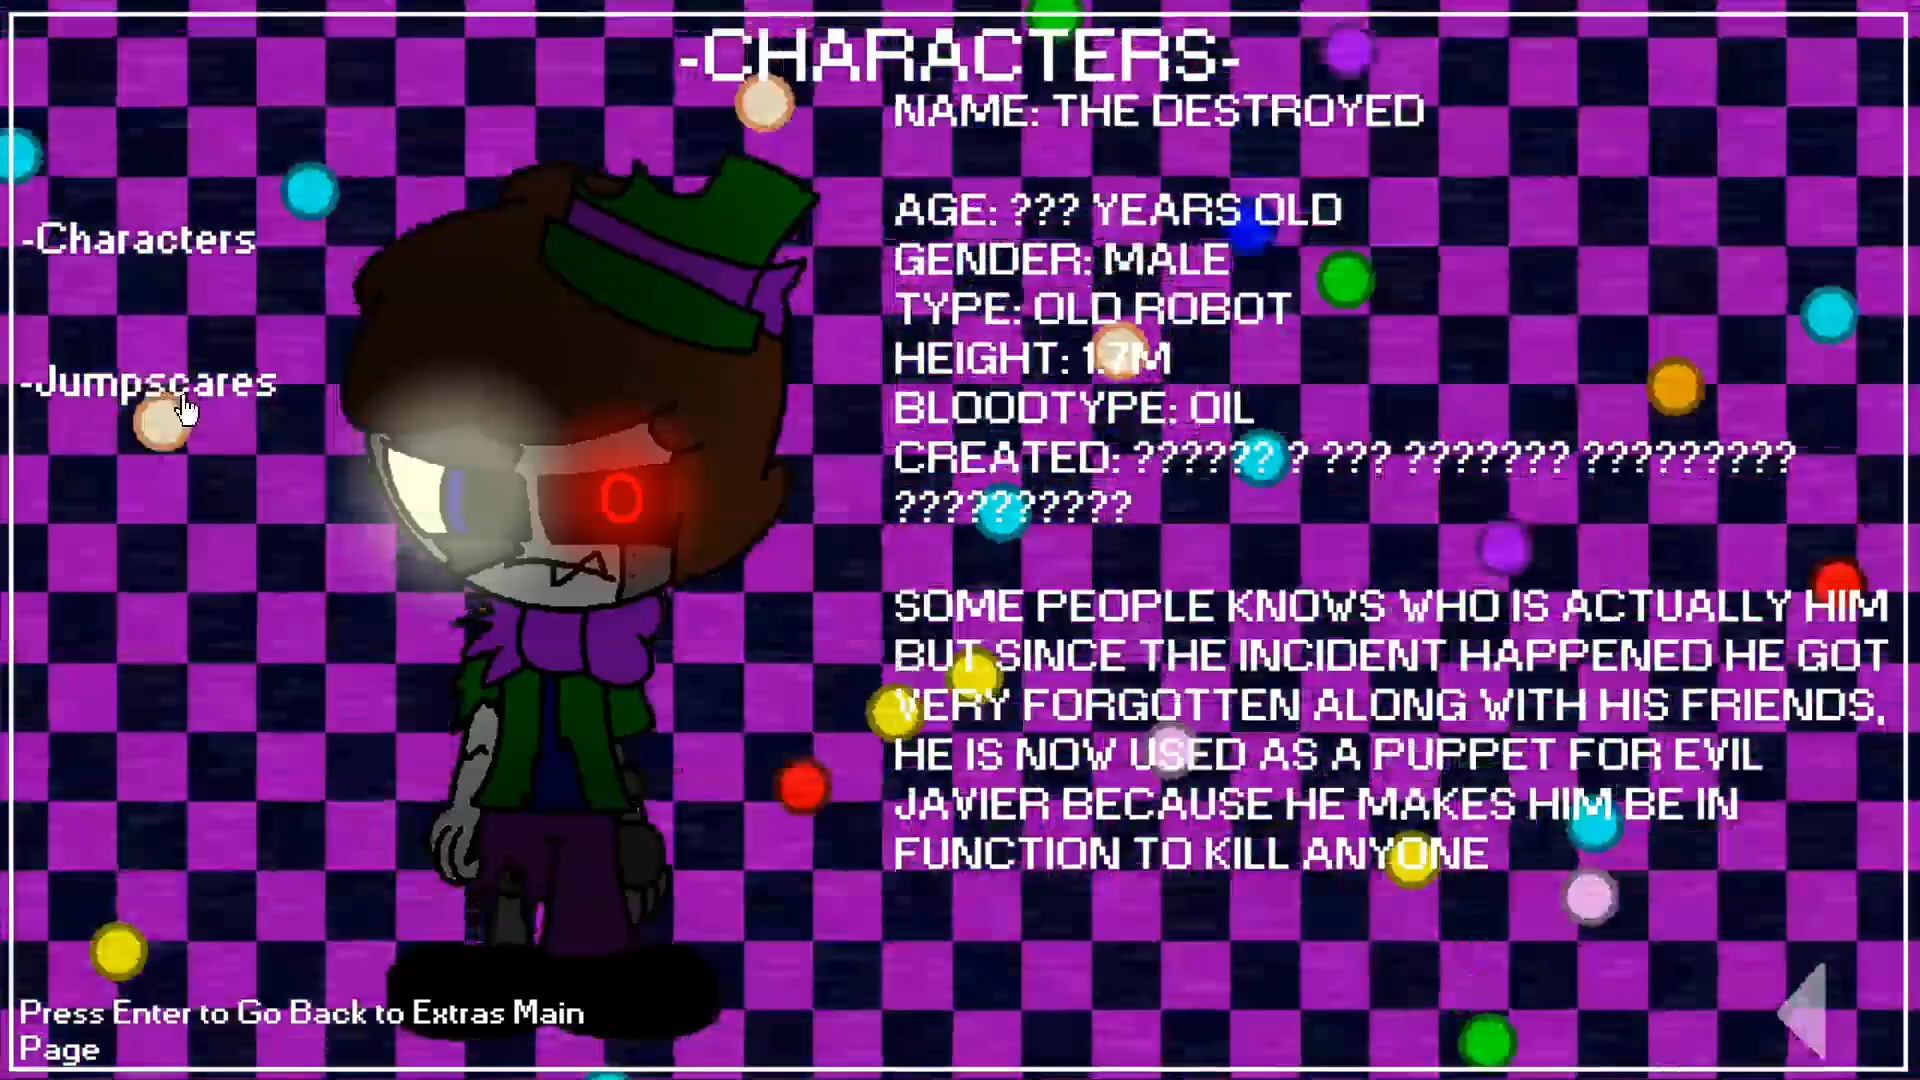 -CHARACTERS-
NAME: THE DESTROYED
AGE: ??? YEARS OLD
GENDER: MALE
TYPE: OLD ROBOT
HEIGHT: 1.7M
BLOODTYPE: OIL
CREATED: ?????? ? ??? ??????? ?????????
??????????
SOME PEOPLE KNOWS WHO IS ACTUALLY HIM
BUT SINCE THE INCIDENT HAPPENED HE GOT
VERY FORGOTTEN ALONG WITH HIS FRIENDS,
HE IS NOW USED AS A PUPPET FOR EVIL
JAVIER BECAUSE HE MAKES HIM BE IN
FUNCTION TO KILL ANYONE
-Characters
-Jumpscares
Press Enter to Go Back to Extras Main
Page